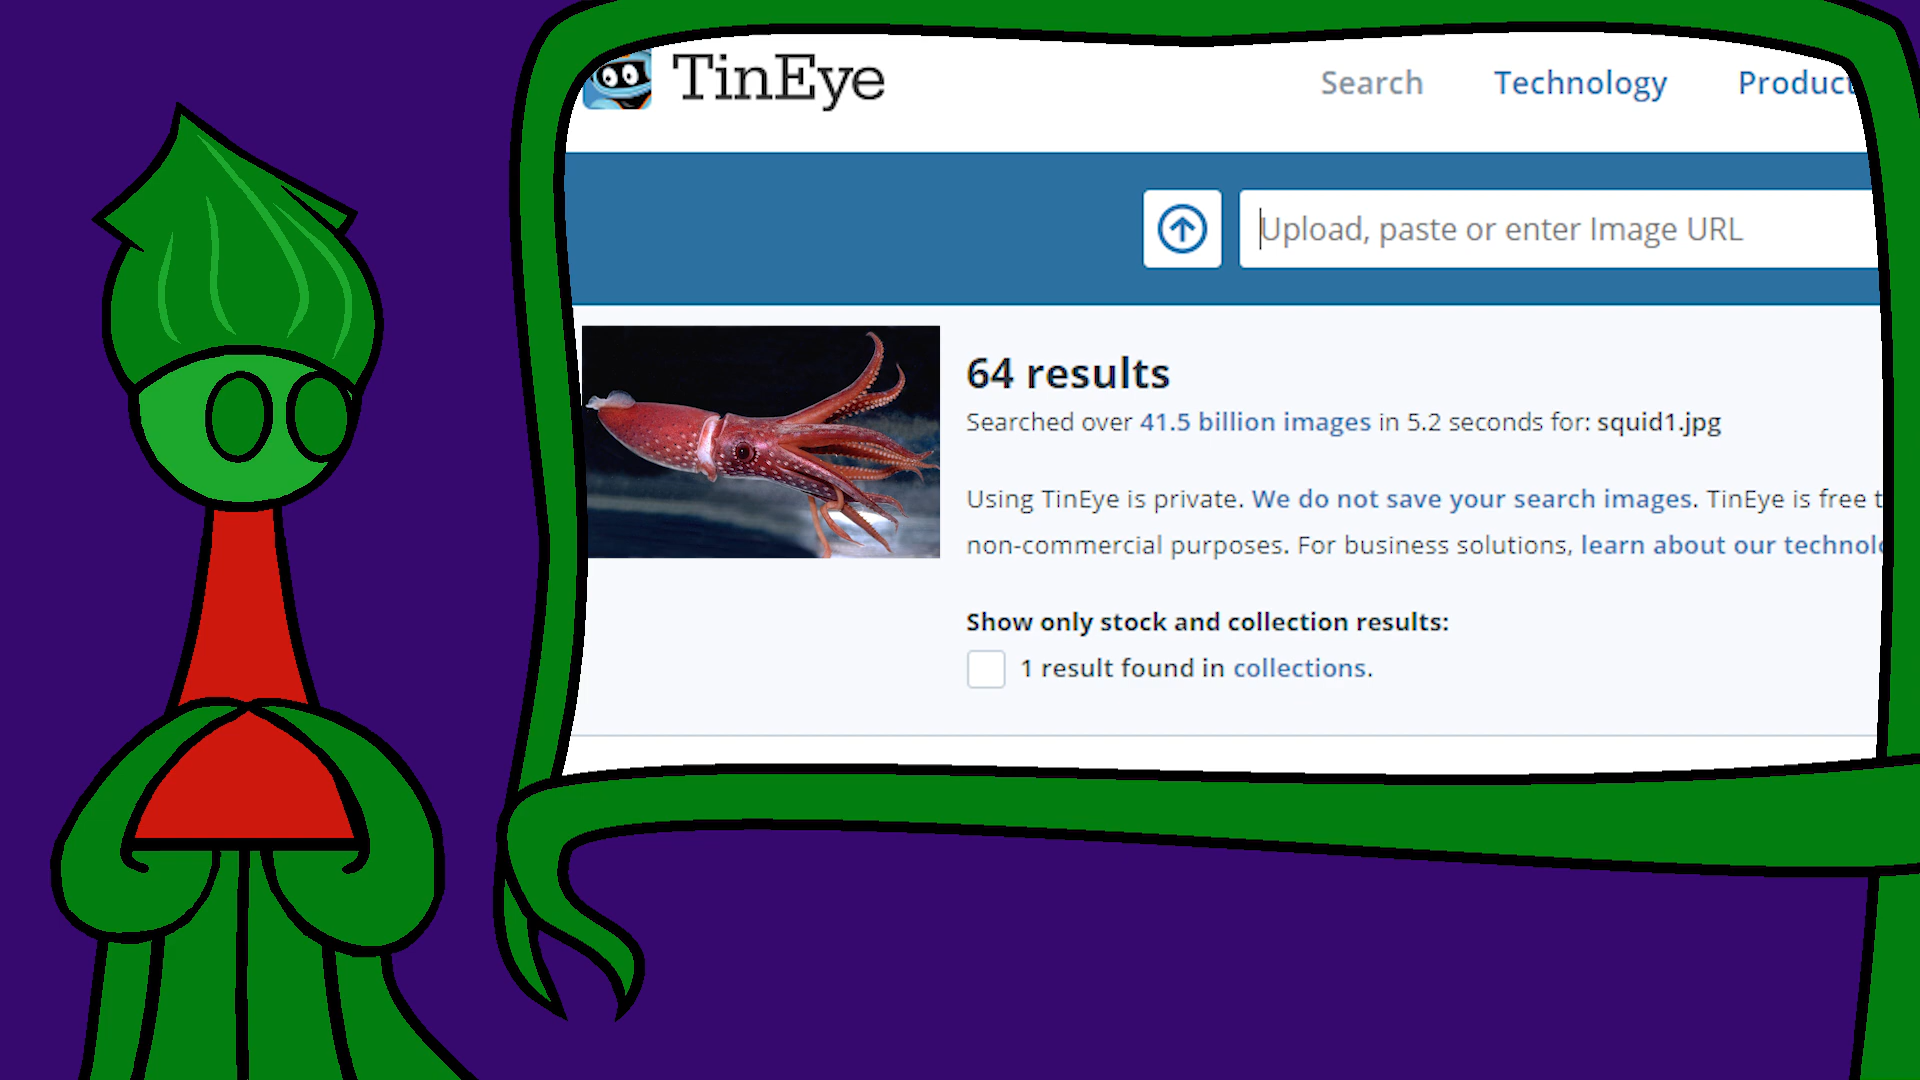 TinEye
Search Technology Product
Upload, paste or enter Image URL
64 results
Searched over 41.5 billion images in 5.2 seconds for: squid1.jpg
Using TinEye is private. We do not save your search images. TinEye is free t
non-commercial purposes. For business solutions, learn about our technolo
Show only stock and collection results:
1 result found in collections.